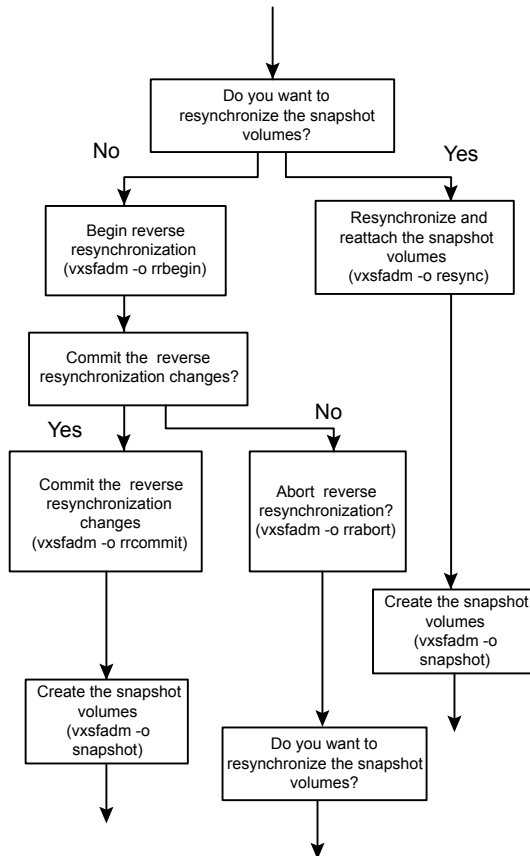 Do you want to
resynchronize the snapshot
volumes?
No
Yes
Begin reverse
resynchronization
(vxsfadm -o rrbegin)
Resynchronize and
reattach the snapshot
volumes
(vxsfadm -o resync)
Commit the reverse
resynchronization changes?
Yes
No
Commit the reverse
resynchronization
changes
(vxsfadm -o rrcommit)
Abort reverse
resynchronization?
(vxsfadm -o rrabort)
Create the snapshot
volumes
(vxsfadm -o
snapshot)
Create the snapshot
volumes
(vxsfadm -o
snapshot)
Do you want to
resynchronize the snapshot
volumes?